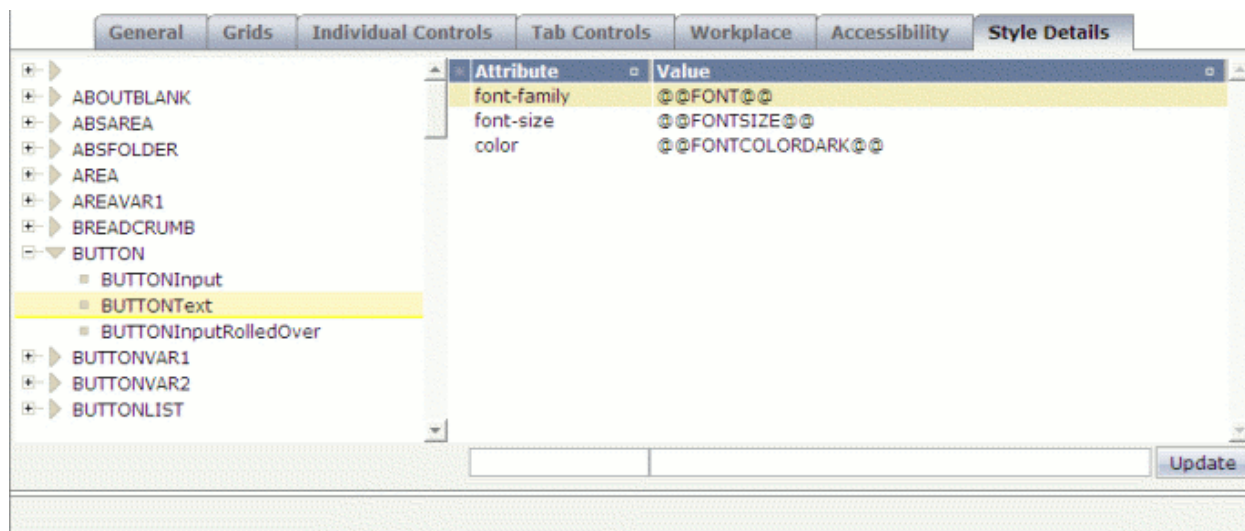 General Grids Individual Controls Tab Controls Workplace Accessibility Style Details
ABOUTBLANK
ABSAREA
ABSFOLDER
AREA
AREAVAR1
BREADCRUMB
BUTTON
BUTTONInput
BUTTONText
BUTTONInputRolledOver
BUTTONVAR1
BUTTONVAR2
BUTTONLIST
Attribute Value
font-family @@FONT@@
font-size @@FONTSIZE@@
color @@FONTCOLORDARK@@
Update